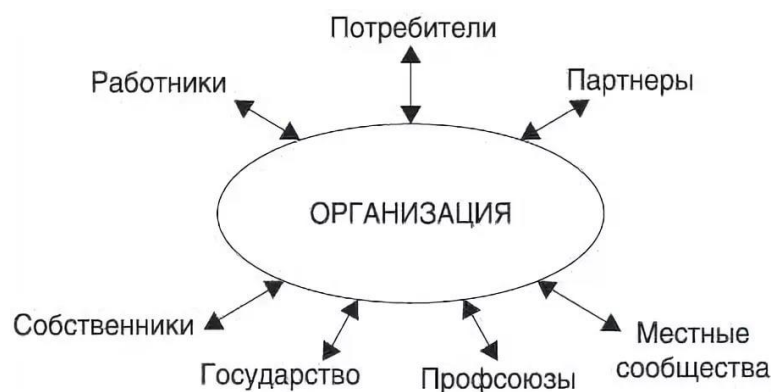 Потребители
Работники
Партнеры
ОРГАНИЗАЦИЯ
Собственники
Государство
Профсоюзы
Местные
сообщества